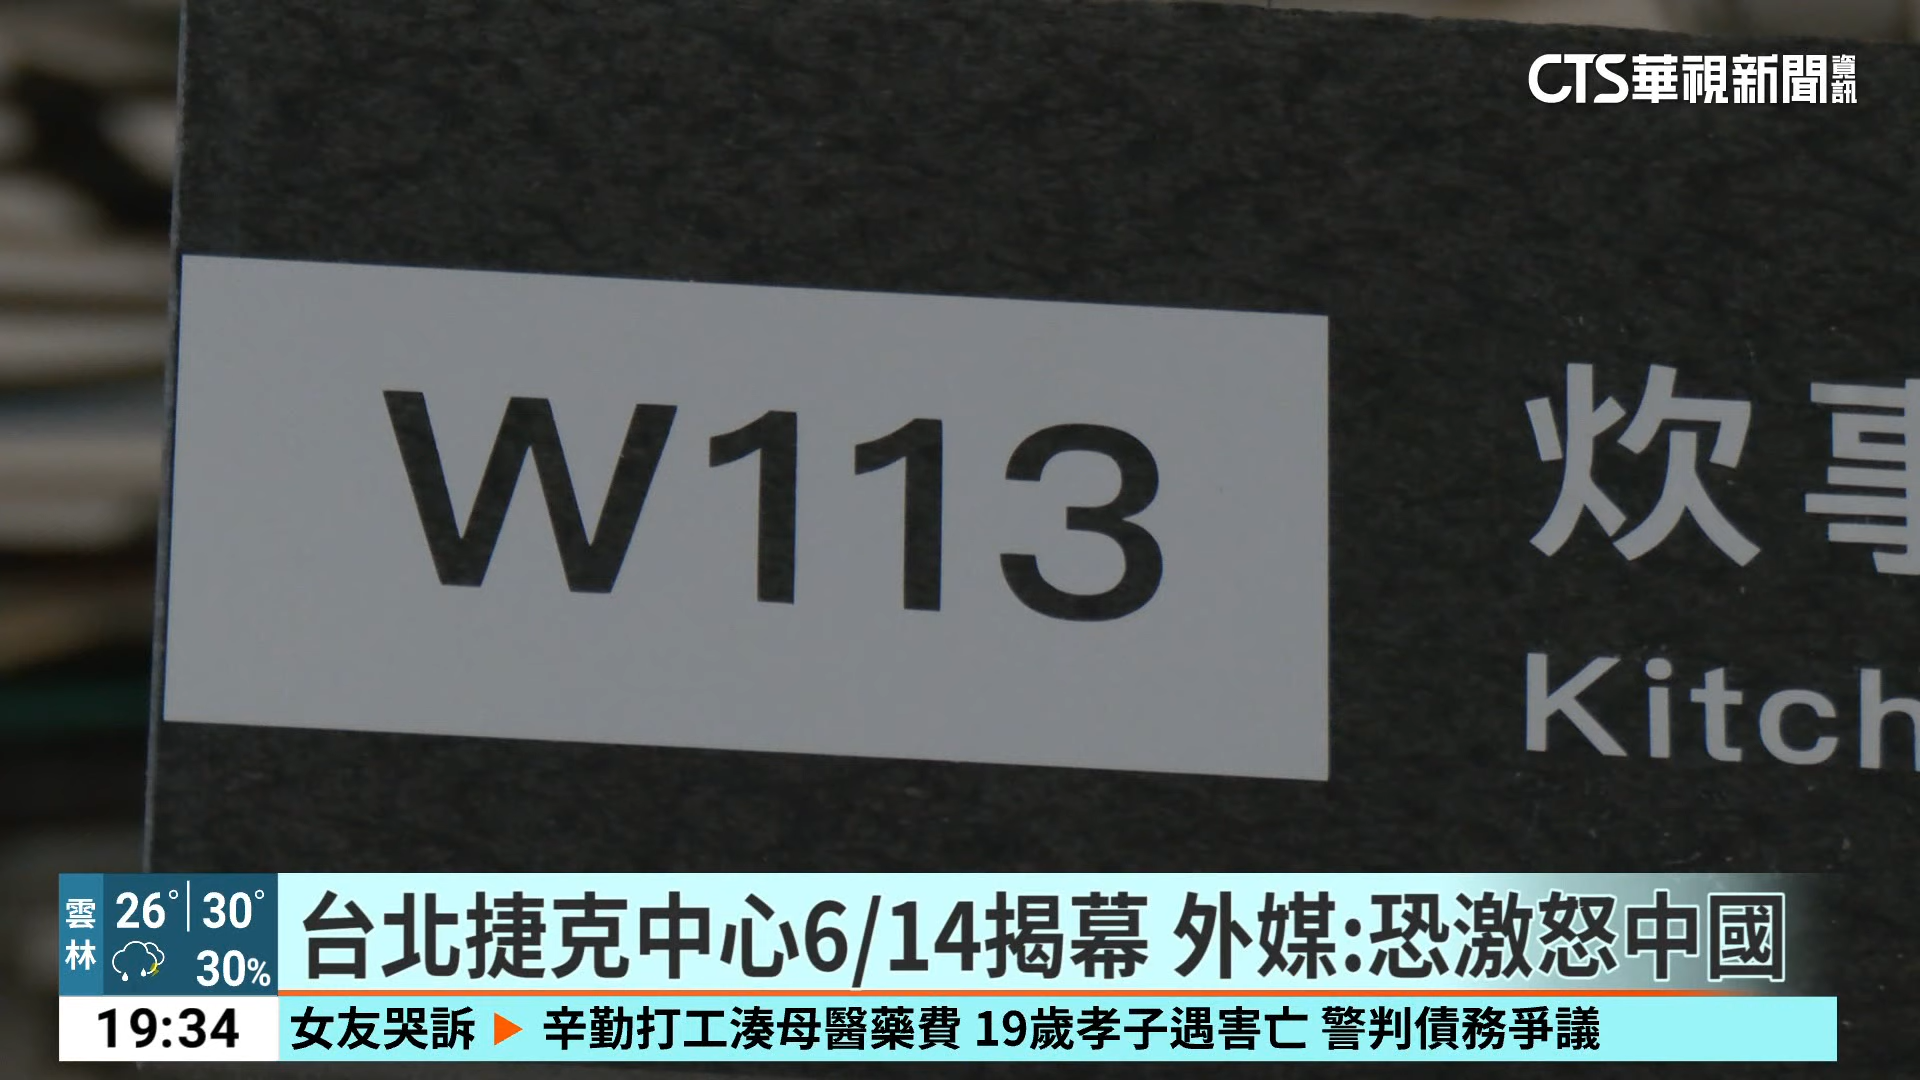 CTS華視新聞資訊
W113
炊事
Kitch
雲林
26° 30°
30%
台北捷克中心6/14揭幕 外媒:恐激怒中國
19:34
女友哭訴 ▶ 辛勤打工湊母醫藥費 19歲孝子遇害亡 警判債務爭議